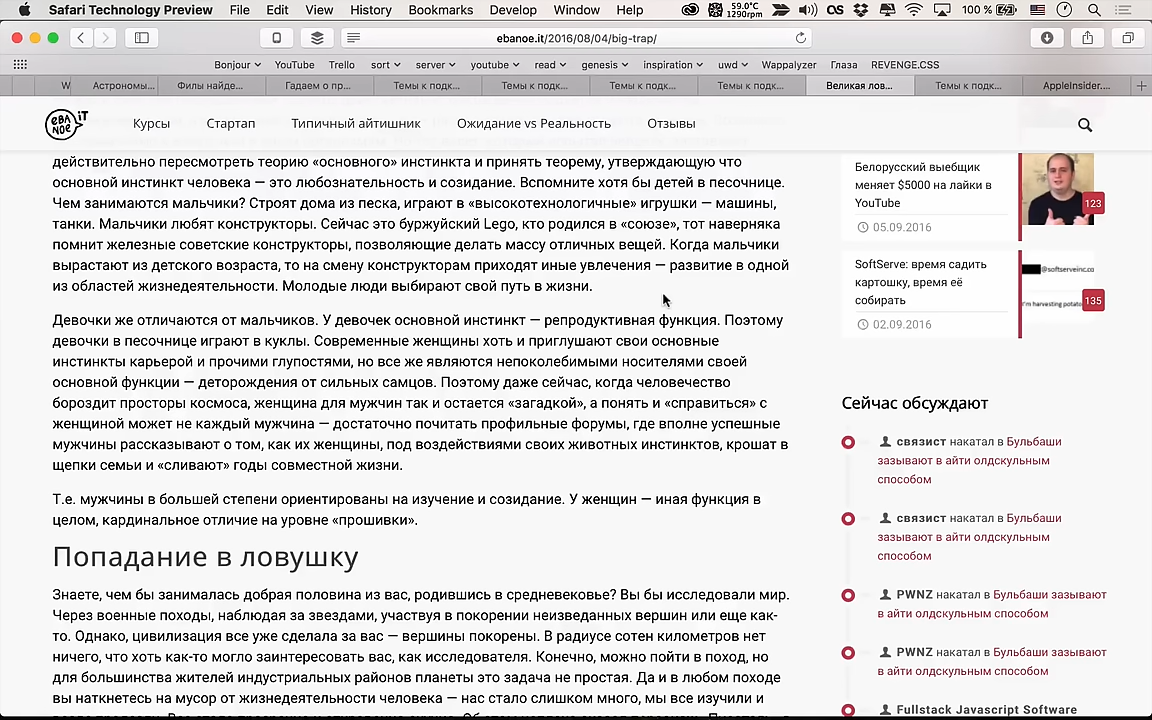 Safari Technology Preview File Edit View History Bookmarks Develop Window Help 59.0°C 1290rpm 100 %
ebanoe.it/2016/08/04/big-trap/
Bonjour YouTube Trello sort server youtube read genesis inspiration uwd Wappalyzer Глаза REVENGE.CSS
W Астрономы... Филы найде... Гадаем о пр... Темы к подк... Темы к подк... Темы к подк... Темы к подк... Великая лов... Темы к подк... AppleInsider....
eba NOE iT Курсы Стартап Типичный айтишник Ожидание vs Реальность Отзывы
действительно пересмотреть теорию «основного» инстинкта и принять теорему, утверждающую что
основной инстинкт человека — это любознательность и созидание. Вспомните хотя бы детей в песочнице.
Чем занимаются мальчики? Строят дома из песка, играют в «высокотехнологичные» игрушки — машины,
танки. Мальчики любят конструкторы. Сейчас это буржуйский Lego, кто родился в «союзе», тот наверняка
помнит железные советские конструкторы, позволяющие делать массу отличных вещей. Когда мальчики
вырастают из детского возраста, то на смену конструкторам приходят иные увлечения — развитие в одной
из областей жизнедеятельности. Молодые люди выбирают свой путь в жизни.
Девочки же отличаются от мальчиков. У девочек основной инстинкт — репродуктивная функция. Поэтому
девочки в песочнице играют в куклы. Современные женщины хоть и приглушают свои основные
инстинкты карьерой и прочими глупостями, но все же являются непоколебимыми носителями своей
основной функции — деторождения от сильных самцов. Поэтому даже сейчас, когда человечество
бороздит просторы космоса, женщина для мужчин так и остается «загадкой», а понять и «справиться» с
женщиной может не каждый мужчина — достаточно почитать профильные форумы, где вполне успешные
мужчины рассказывают о том, как их женщины, под воздействиями своих животных инстинктов, крошат в
щепки семьи и «сливают» годы совместной жизни.
Т.е. мужчины в большей степени ориентированы на изучение и созидание. У женщин — иная функция в
целом, кардинальное отличие на уровне «прошивки».
Попадание в ловушку
Знаете, чем бы занималась добрая половина из вас, родившись в средневековье? Вы бы исследовали мир.
Через военные походы, наблюдая за звездами, участвуя в покорении неизведанных вершин или еще как-
то. Однако, цивилизация все уже сделала за вас — вершины покорены. В радиусе сотен километров нет
ничего, что хоть как-то могло заинтересовать вас, как исследователя. Конечно, можно пойти в поход, но
для большинства жителей индустриальных районов планеты это задача не простая. Да и в любом походе
вы наткнетесь на мусор от жизнедеятельности человека — нас стало слишком много, мы все изучили и
Белорусский выебщик
меняет $5000 на лайки в
YouTube
123
05.09.2016
SoftServe: время садить
картошку, время её
собирать
@softserveinc.co
I'm harvesting potato
135
02.09.2016
Сейчас обсуждают
связист накатал в Бульбаши
зазывают в айти олдскульным
способом
связист накатал в Бульбаши
зазывают в айти олдскульным
способом
PWNZ накатал в Бульбаши зазывают
в айти олдскульным способом
PWNZ накатал в Бульбаши зазывают
в айти олдскульным способом
Fullstack Javascript Software